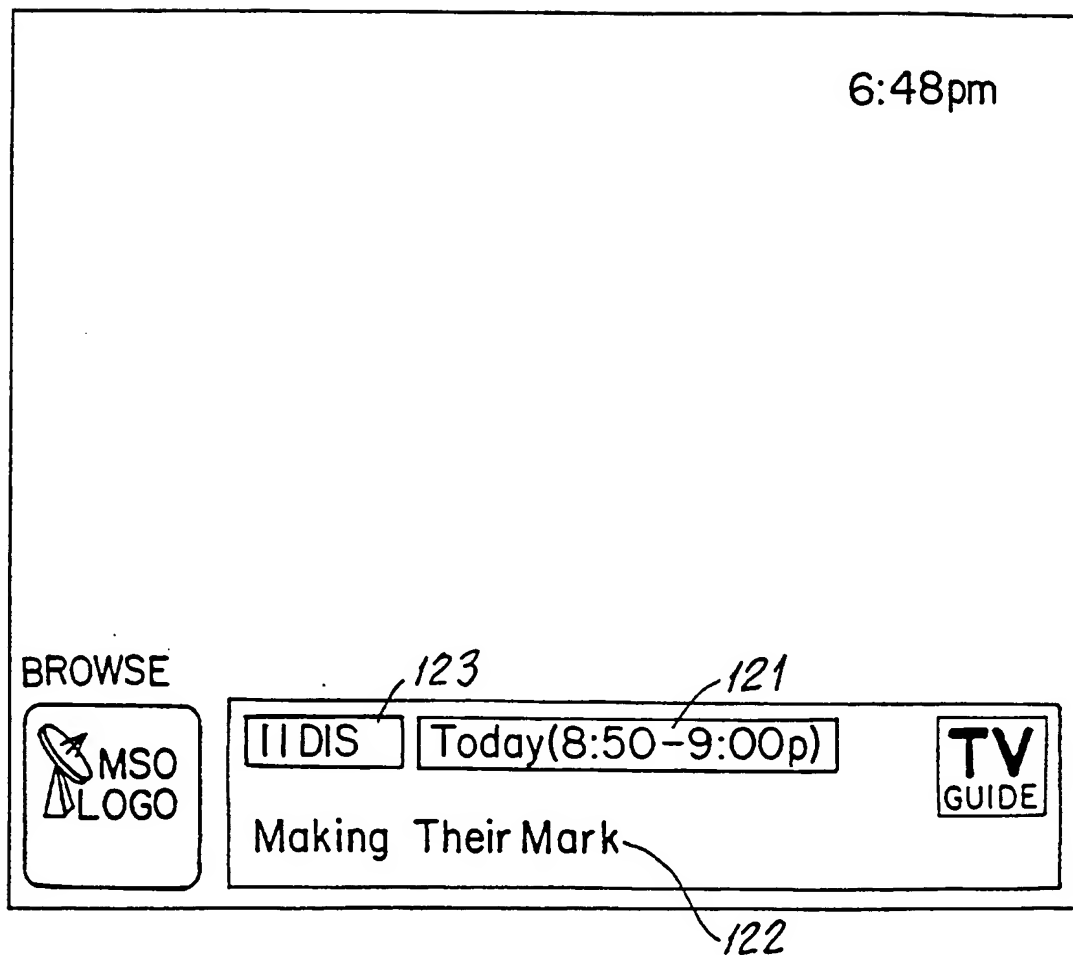 6:48pm
BROWSE
123
121
MSO
LOGO
11 DIS
Today(8:50-9:00p)
TV
GUIDE
Making Their Mark
122